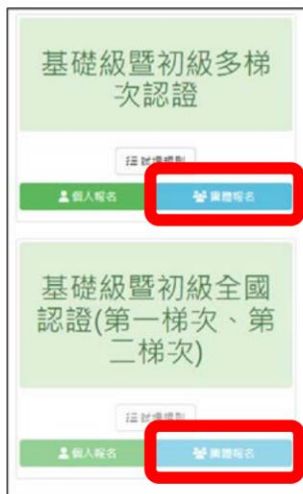 基礎級暨初級多梯
次認證
試場規則
個人報名
團體報名
基礎級暨初級全國
認證(第一梯次、第
二梯次)
試場規則
個人報名
團體報名